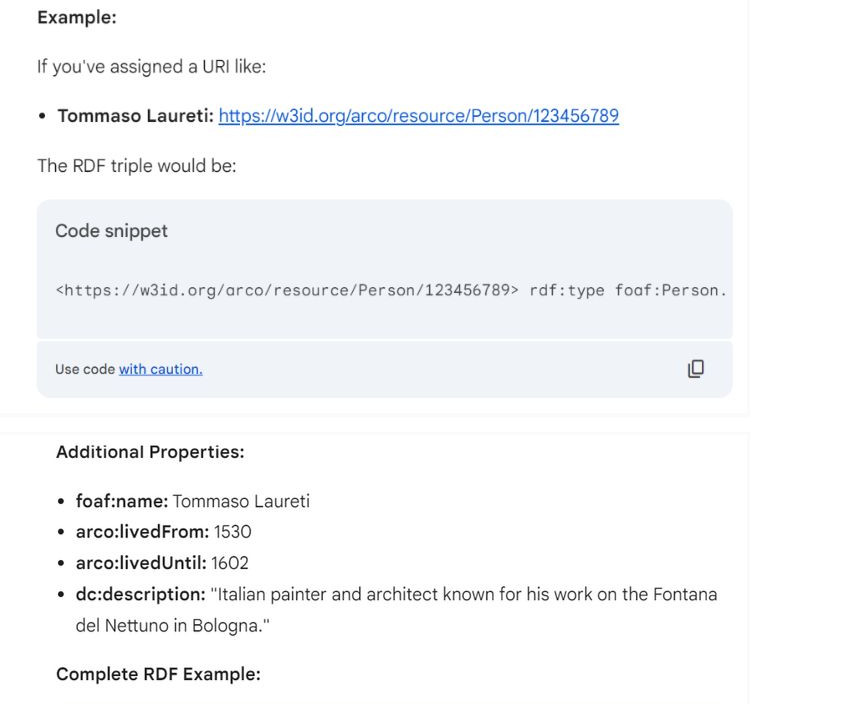 Example:
If you've assigned a URI like:
• Tommaso Laureti: https://w3id.org/arco/resource/Person/123456789
The RDF triple would be:
Code snippet
<https://w3id.org/arco/resource/Person/123456789> rdf:type foaf:Person.
Use code with caution.
Additional Properties:
• foaf:name: Tommaso Laureti
• arco:livedFrom: 1530
• arco:livedUntil: 1602
• dc:description: "Italian painter and architect known for his work on the Fontana
del Nettuno in Bologna."
Complete RDF Example: